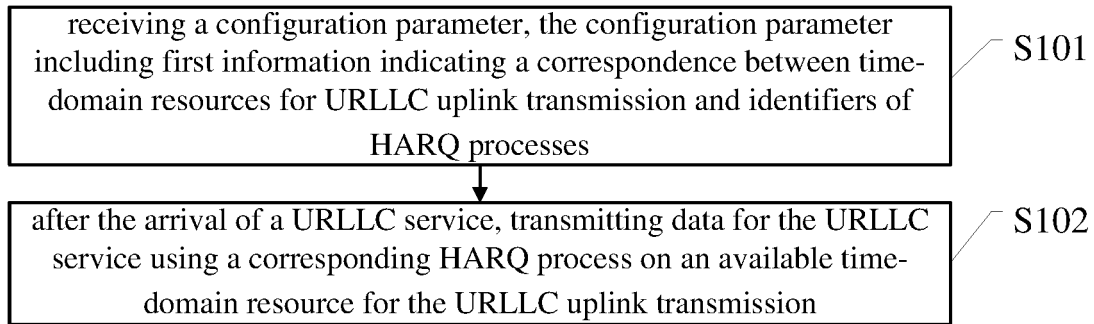 receiving a configuration parameter, the configuration parameter
including first information indicating a correspondence between time-
domain resources for URLLC uplink transmission and identifiers of
HARQ processes
S101
after the arrival of a URLLC service, transmitting data for the URLLC
service using a corresponding HARQ process on an available time-
domain resource for the URLLC uplink transmission
S102